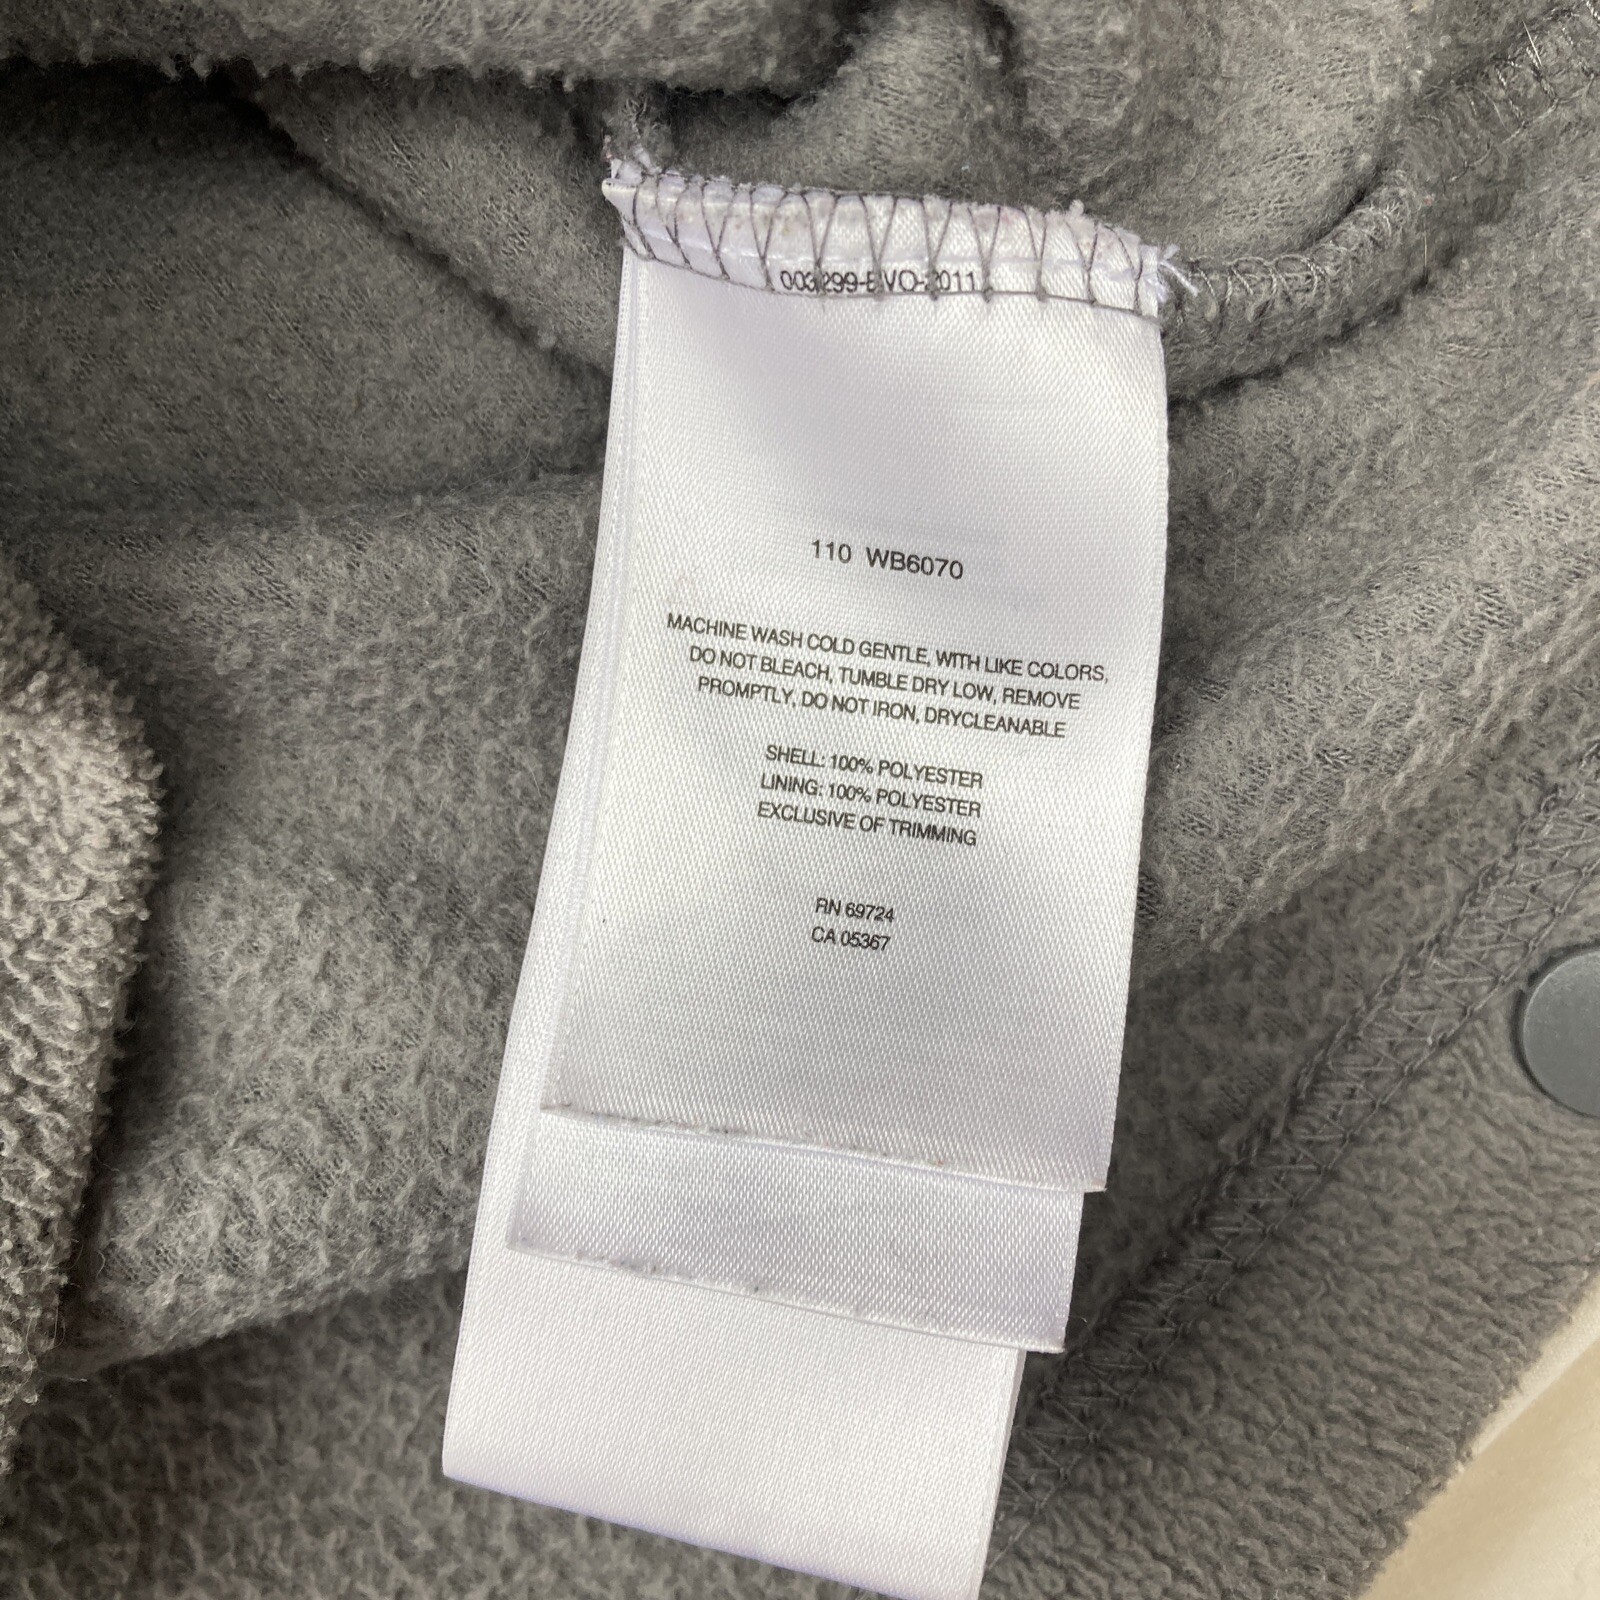 110 WB6070
MACHINE WASH COLD GENTLE, WITH LIKE COLORS,
DO NOT BLEACH, TUMBLE DRY LOW, REMOVE
PROMPTLY, DO NOT IRON, DRYCLEANABLE
SHELL: 100% POLYESTER
LINING: 100% POLYESTER
EXCLUSIVE OF TRIMMING
RN 69724
CA 05367